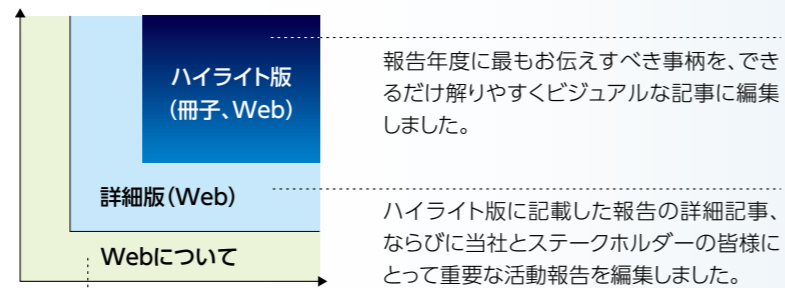 ハイライト版
(冊子、Web)
報告年度に最もお伝えすべき事柄を、でき
るだけ解りやすくビジュアルな記事に編集
しました。
詳細版(Web)
ハイライト版に記載した報告の詳細記事、
ならびに当社とステークホルダーの皆様に
とって重要な活動報告を編集しました。
Webについて